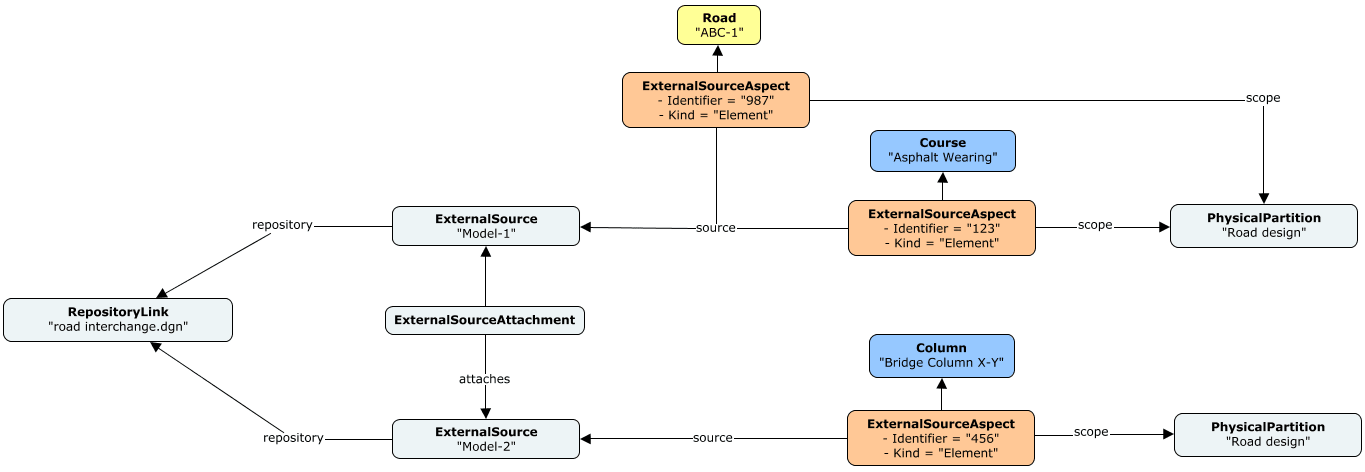 Road
"ABC-1"
ExternalSourceAspect
- Identifier = "987"
- Kind = "Element"
scope
Course
"Asphalt Wearing"
ExternalSource
"Model-1"
repository
source
ExternalSourceAspect
- Identifier = "123"
- Kind = "Element"
scope
PhysicalPartition
"Road design"
RepositoryLink
"road interchange.dgn"
ExternalSourceAttachment
attaches
Column
"Bridge Column X-Y"
repository
ExternalSource
"Model-2"
source
ExternalSourceAspect
- Identifier = "456"
- Kind = "Element"
scope
PhysicalPartition
"Road design"